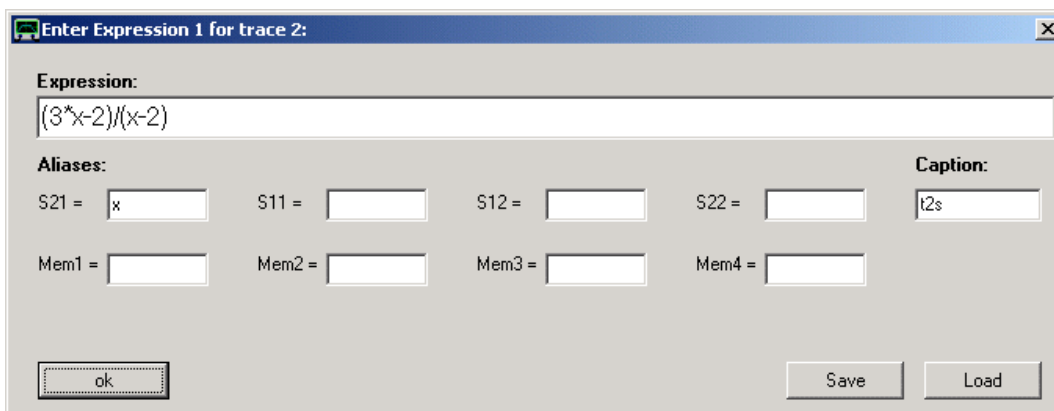 Enter Expression 1 for trace 2:
Expression:
(3*x-2)/(x-2)
Aliases: Caption:
S21 = x S11 = S12 = S22 = t2s
Mem1 = Mem2 = Mem3 = Mem4 =
ok Save Load